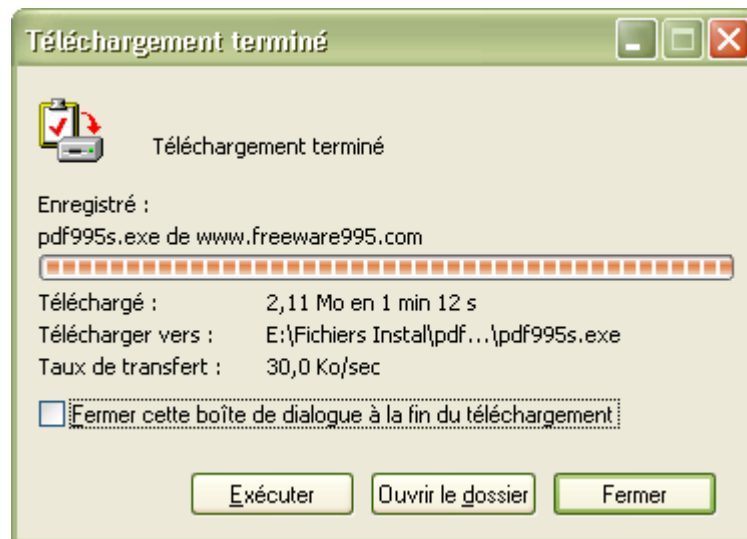 Téléchargement terminé
Téléchargement terminé
Enregistré :
pdf995s.exe de www.freeware995.com
Téléchargé : 2,11 Mo en 1 min 12 s
Télécharger vers : E:\Fichiers Instal\pdf...\pdf995s.exe
Taux de transfert : 30,0 Ko/sec
Fermer cette boîte de dialogue à la fin du téléchargement
Exécuter Ouvrir le dossier Fermer